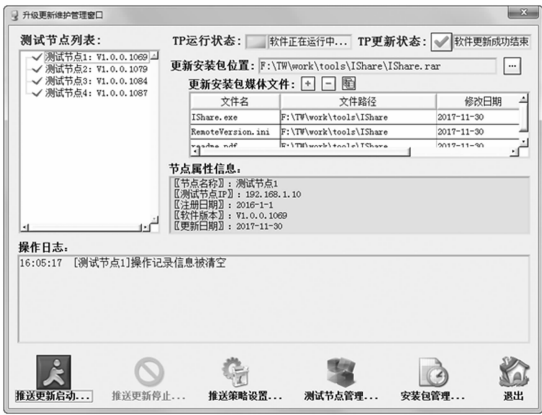 升级更新维护管理窗口
测试节点列表:
测试节点1: V1.0.0.1069
测试节点2: V1.0.0.1079
测试节点3: V1.0.0.1084
测试节点4: V1.0.0.1087
TP运行状态: 软件正在运行中... TP更新状态: 软件更新成功结束
更新安装包位置: F:\TW\work\tools\IShare\IShare.rar ...
更新安装包媒体文件: + -
文件名 文件路径 修改日期
IShare.exe F:\TW\work\tools\IShare 2017-11-30
RemoteVersion.ini F:\TW\work\tools\IShare 2017-11-30
readme.pdf F:\TW\work\tools\IShare 2017-11-30
节点属性信息:
〖节点名称〗: 测试节点1
〖测试节点IP〗: 192.168.1.10
〖注册日期〗: 2016-1-1
〖软件版本〗: V1.0.0.1069
〖更新日期〗: 2017-11-30
操作日志:
16:05:17 [测试节点1]操作记录信息被清空
推送更新启动... 推送更新停止... 推送策略设置... 测试节点管理... 安装包管理... 退出